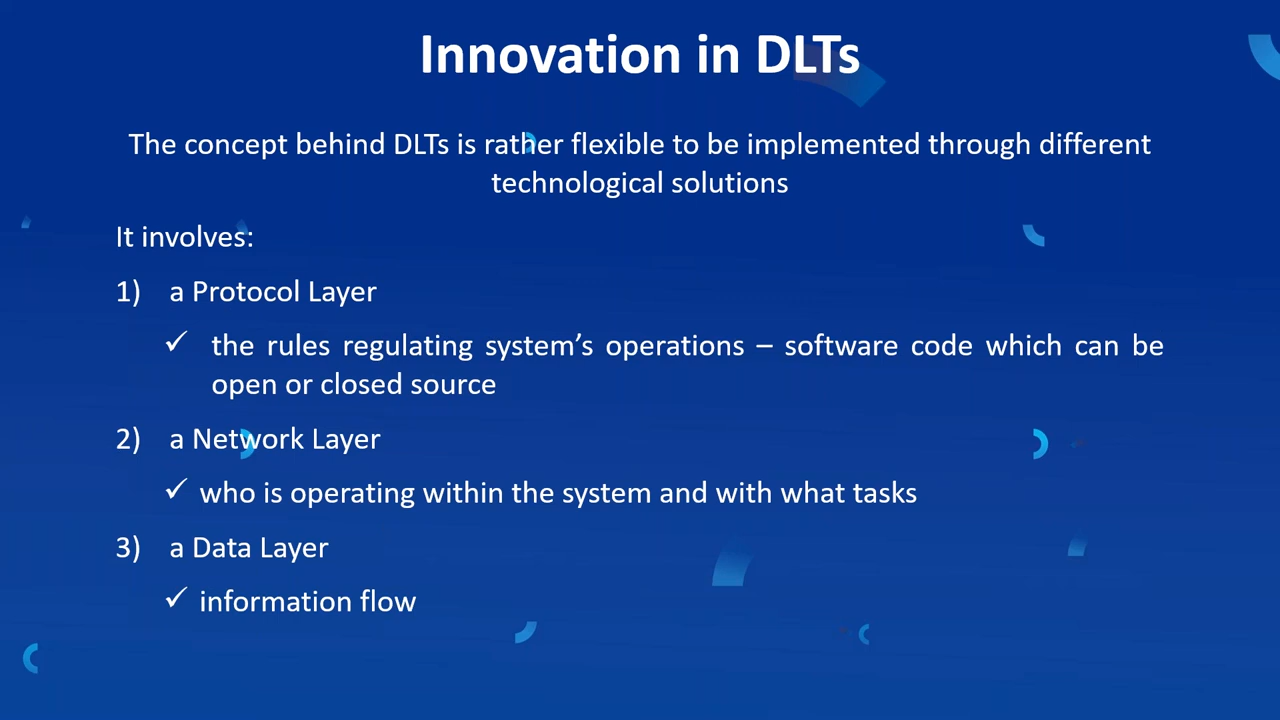 Innovation in DLTs
The concept behind DLTs is rather flexible to be implemented through different
technological solutions
It involves:
1) a Protocol Layer
✓ the rules regulating system's operations – software code which can be
open or closed source
2) a Network Layer
✓ who is operating within the system and with what tasks
3) a Data Layer
✓ information flow